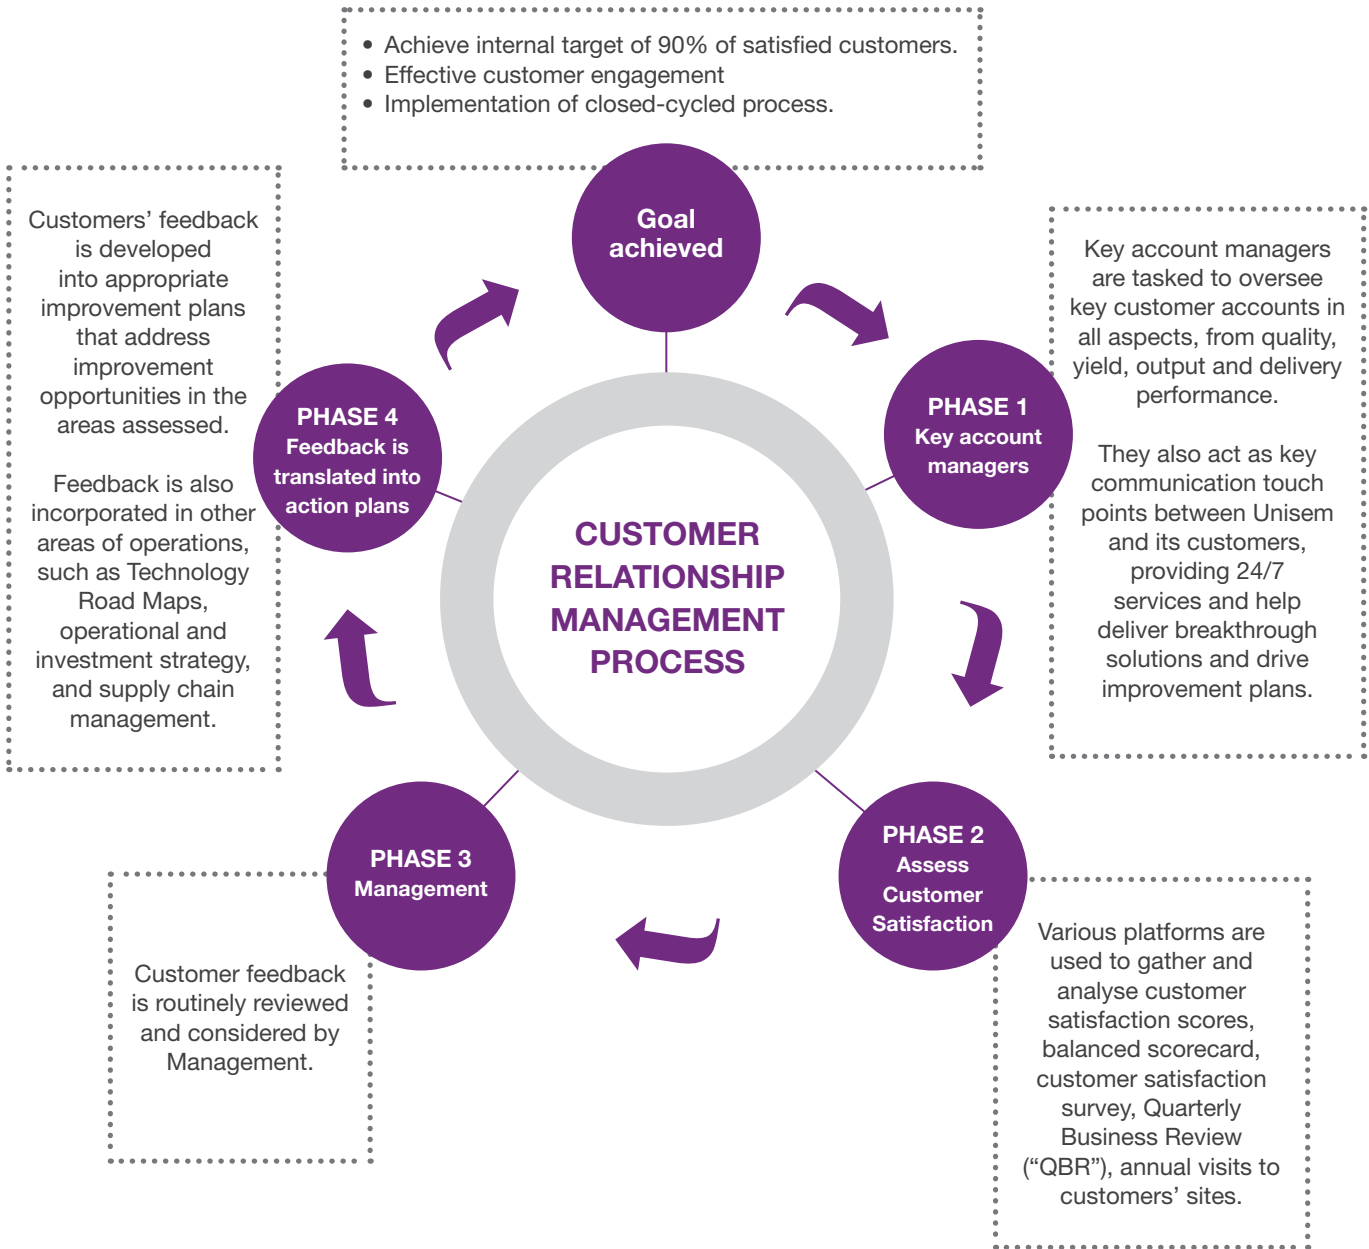 • Achieve internal target of 90% of satisfied customers.
• Effective customer engagement
• Implementation of closed-cycled process.
Goal
achieved
Key account managers
are tasked to oversee
key customer accounts in
all aspects, from quality,
yield, output and delivery
performance.
They also act as key
communication touch
points between Unisem
and its customers,
providing 24/7
services and help
deliver breakthrough
solutions and drive
improvement plans.
PHASE 1
Key account
managers
CUSTOMER
RELATIONSHIP
MANAGEMENT
PROCESS
PHASE 2
Assess
Customer
Satisfaction
Various platforms are
used to gather and
analyse customer
satisfaction scores,
balanced scorecard,
customer satisfaction
survey, Quarterly
Business Review
(“QBR”), annual visits to
customers’ sites.
PHASE 3
Management
Customer feedback
is routinely reviewed
and considered by
Management.
PHASE 4
Feedback is
translated into
action plans
Customers’ feedback
is developed
into appropriate
improvement plans
that address
improvement
opportunities in the
areas assessed.
Feedback is also
incorporated in other
areas of operations,
such as Technology
Road Maps,
operational and
investment strategy,
and supply chain
management.